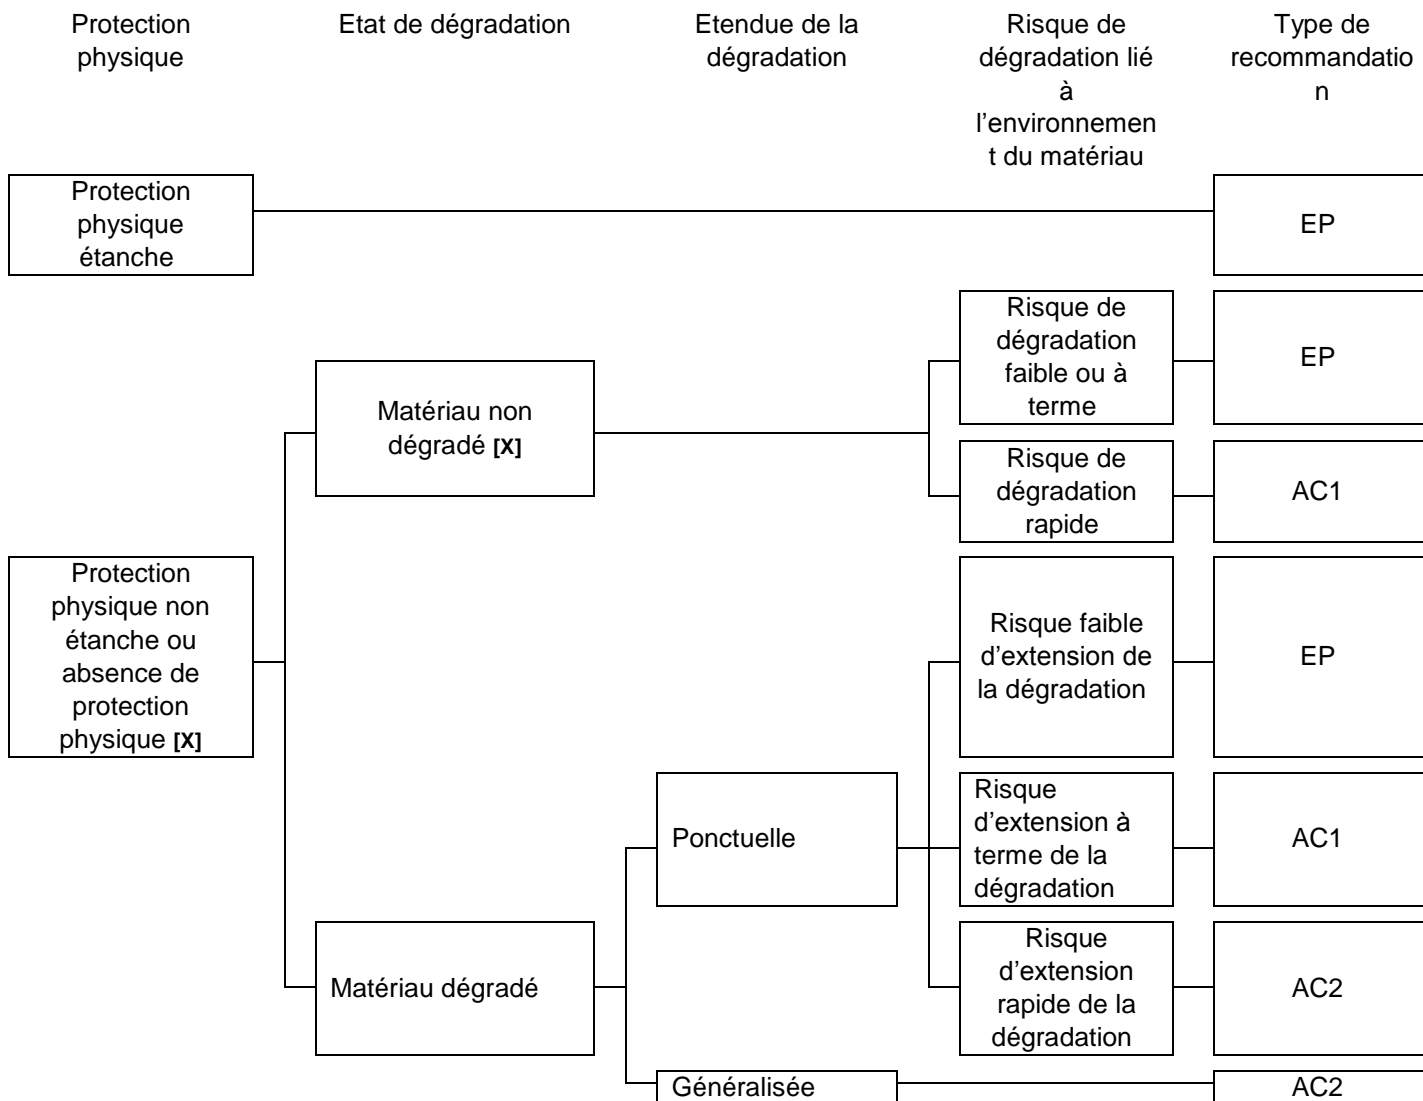 Protection
physique
Etat de dégradation
Etendue de la
dégradation
Risque de
dégradation lié
à
l’environnemen
t du matériau
Type de
recommandatio
n
Protection
physique
étanche
EP
Risque de
dégradation
faible ou à
terme
EP
Matériau non
dégradé [X]
Risque de
dégradation
rapide
AC1
Protection
physique non
étanche ou
absence de
protection
physique [X]
Risque faible
d’extension de
la dégradation
EP
Ponctuelle
Risque
d’extension à
terme de la
dégradation
AC1
Matériau dégradé
Risque
d’extension
rapide de la
dégradation
AC2
Généralisée
AC2